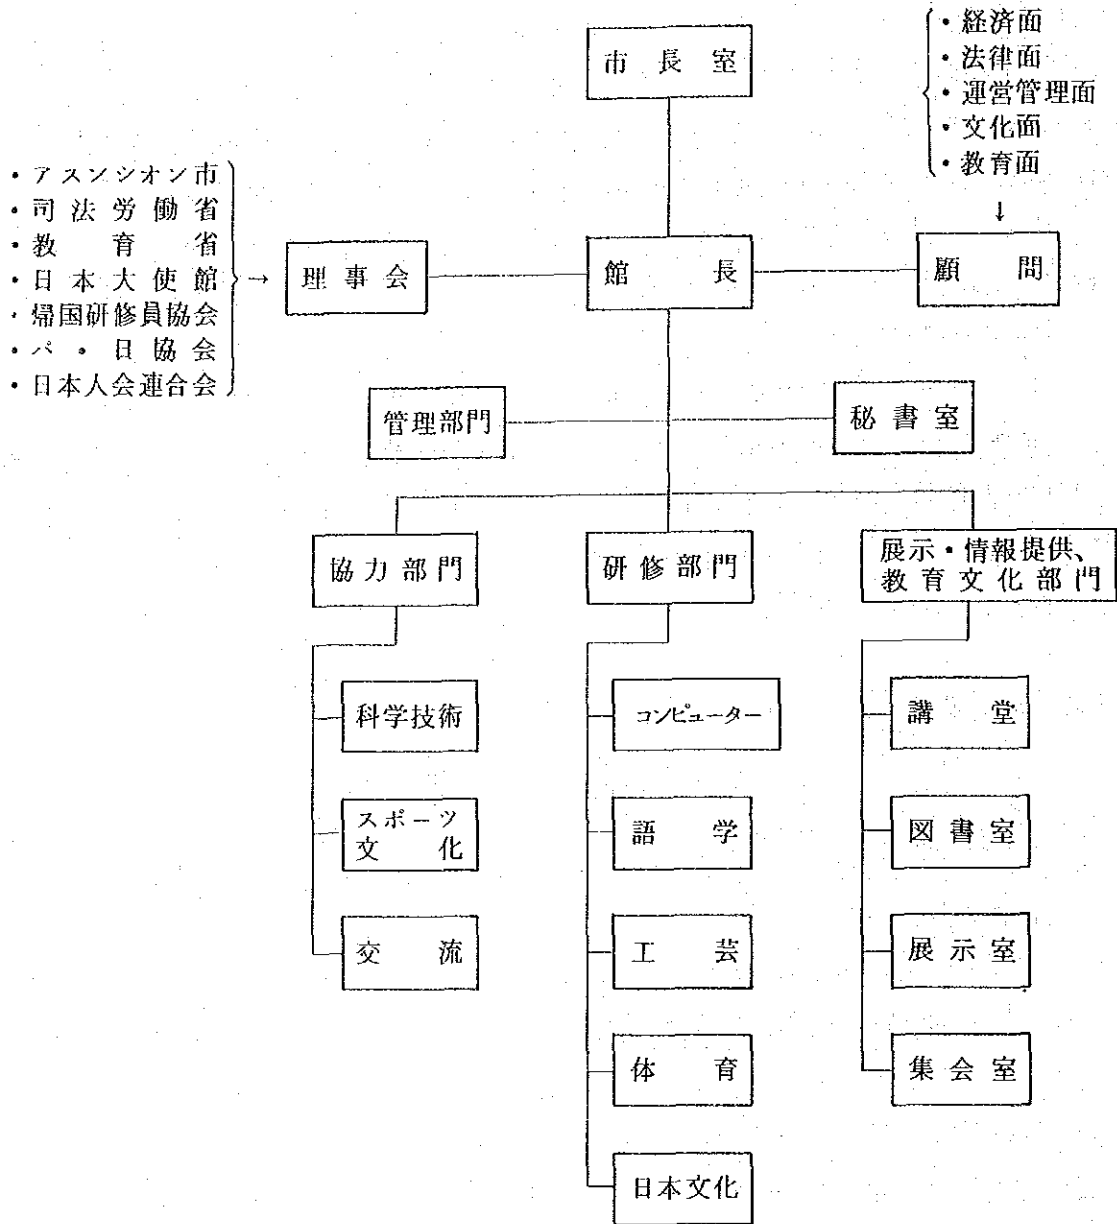 市長室
・経済面
・法律面
・運営管理面
・文化面
・教育面
↓
・アスンシオン市
・司法労働省
・教育省
・日本大使館
・帰国研修員協会
・パ・日協会
・日本人会連合会
→
理事会
館長
顧問
管理部門
秘書室
協力部門
研修部門
展示・情報提供、
教育文化部門
科学技術
スポーツ
文化
交流
コンピューター
語学
工芸
体育
日本文化
講堂
図書室
展示室
集会室